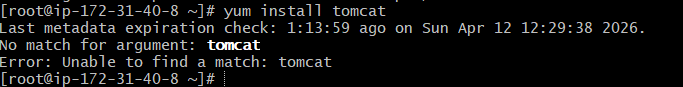 [root@ip-172-31-40-8 ~]# yum install tomcat
Last metadata expiration check: 1:13:59 ago on Sun Apr 12 12:29:38 2026.
No match for argument: tomcat
Error: Unable to find a match: tomcat
[root@ip-172-31-40-8 ~]#